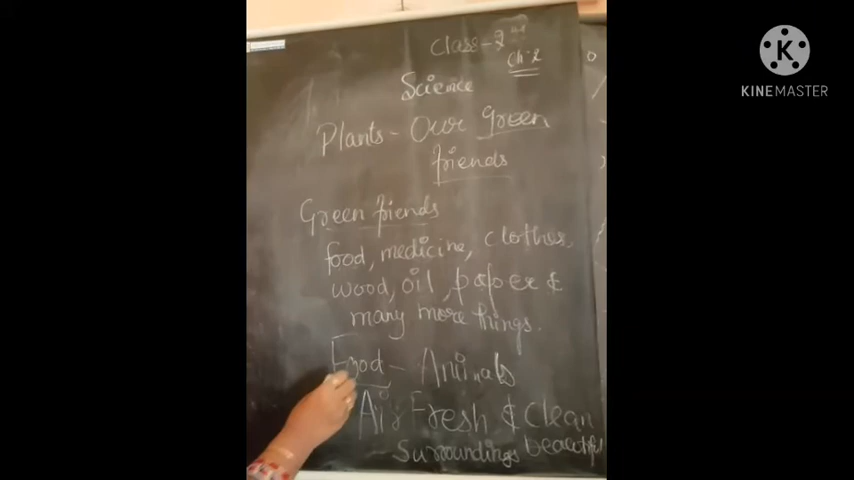 Class-2nd
Ch-2
Science
Plants- Our green
friends
Green friends
food, medicine, clothes,
wood, oil, paper &
many more things.
Food - Animals
Air Fresh & Clean
Surroundings beautiful
K
KINEMASTER